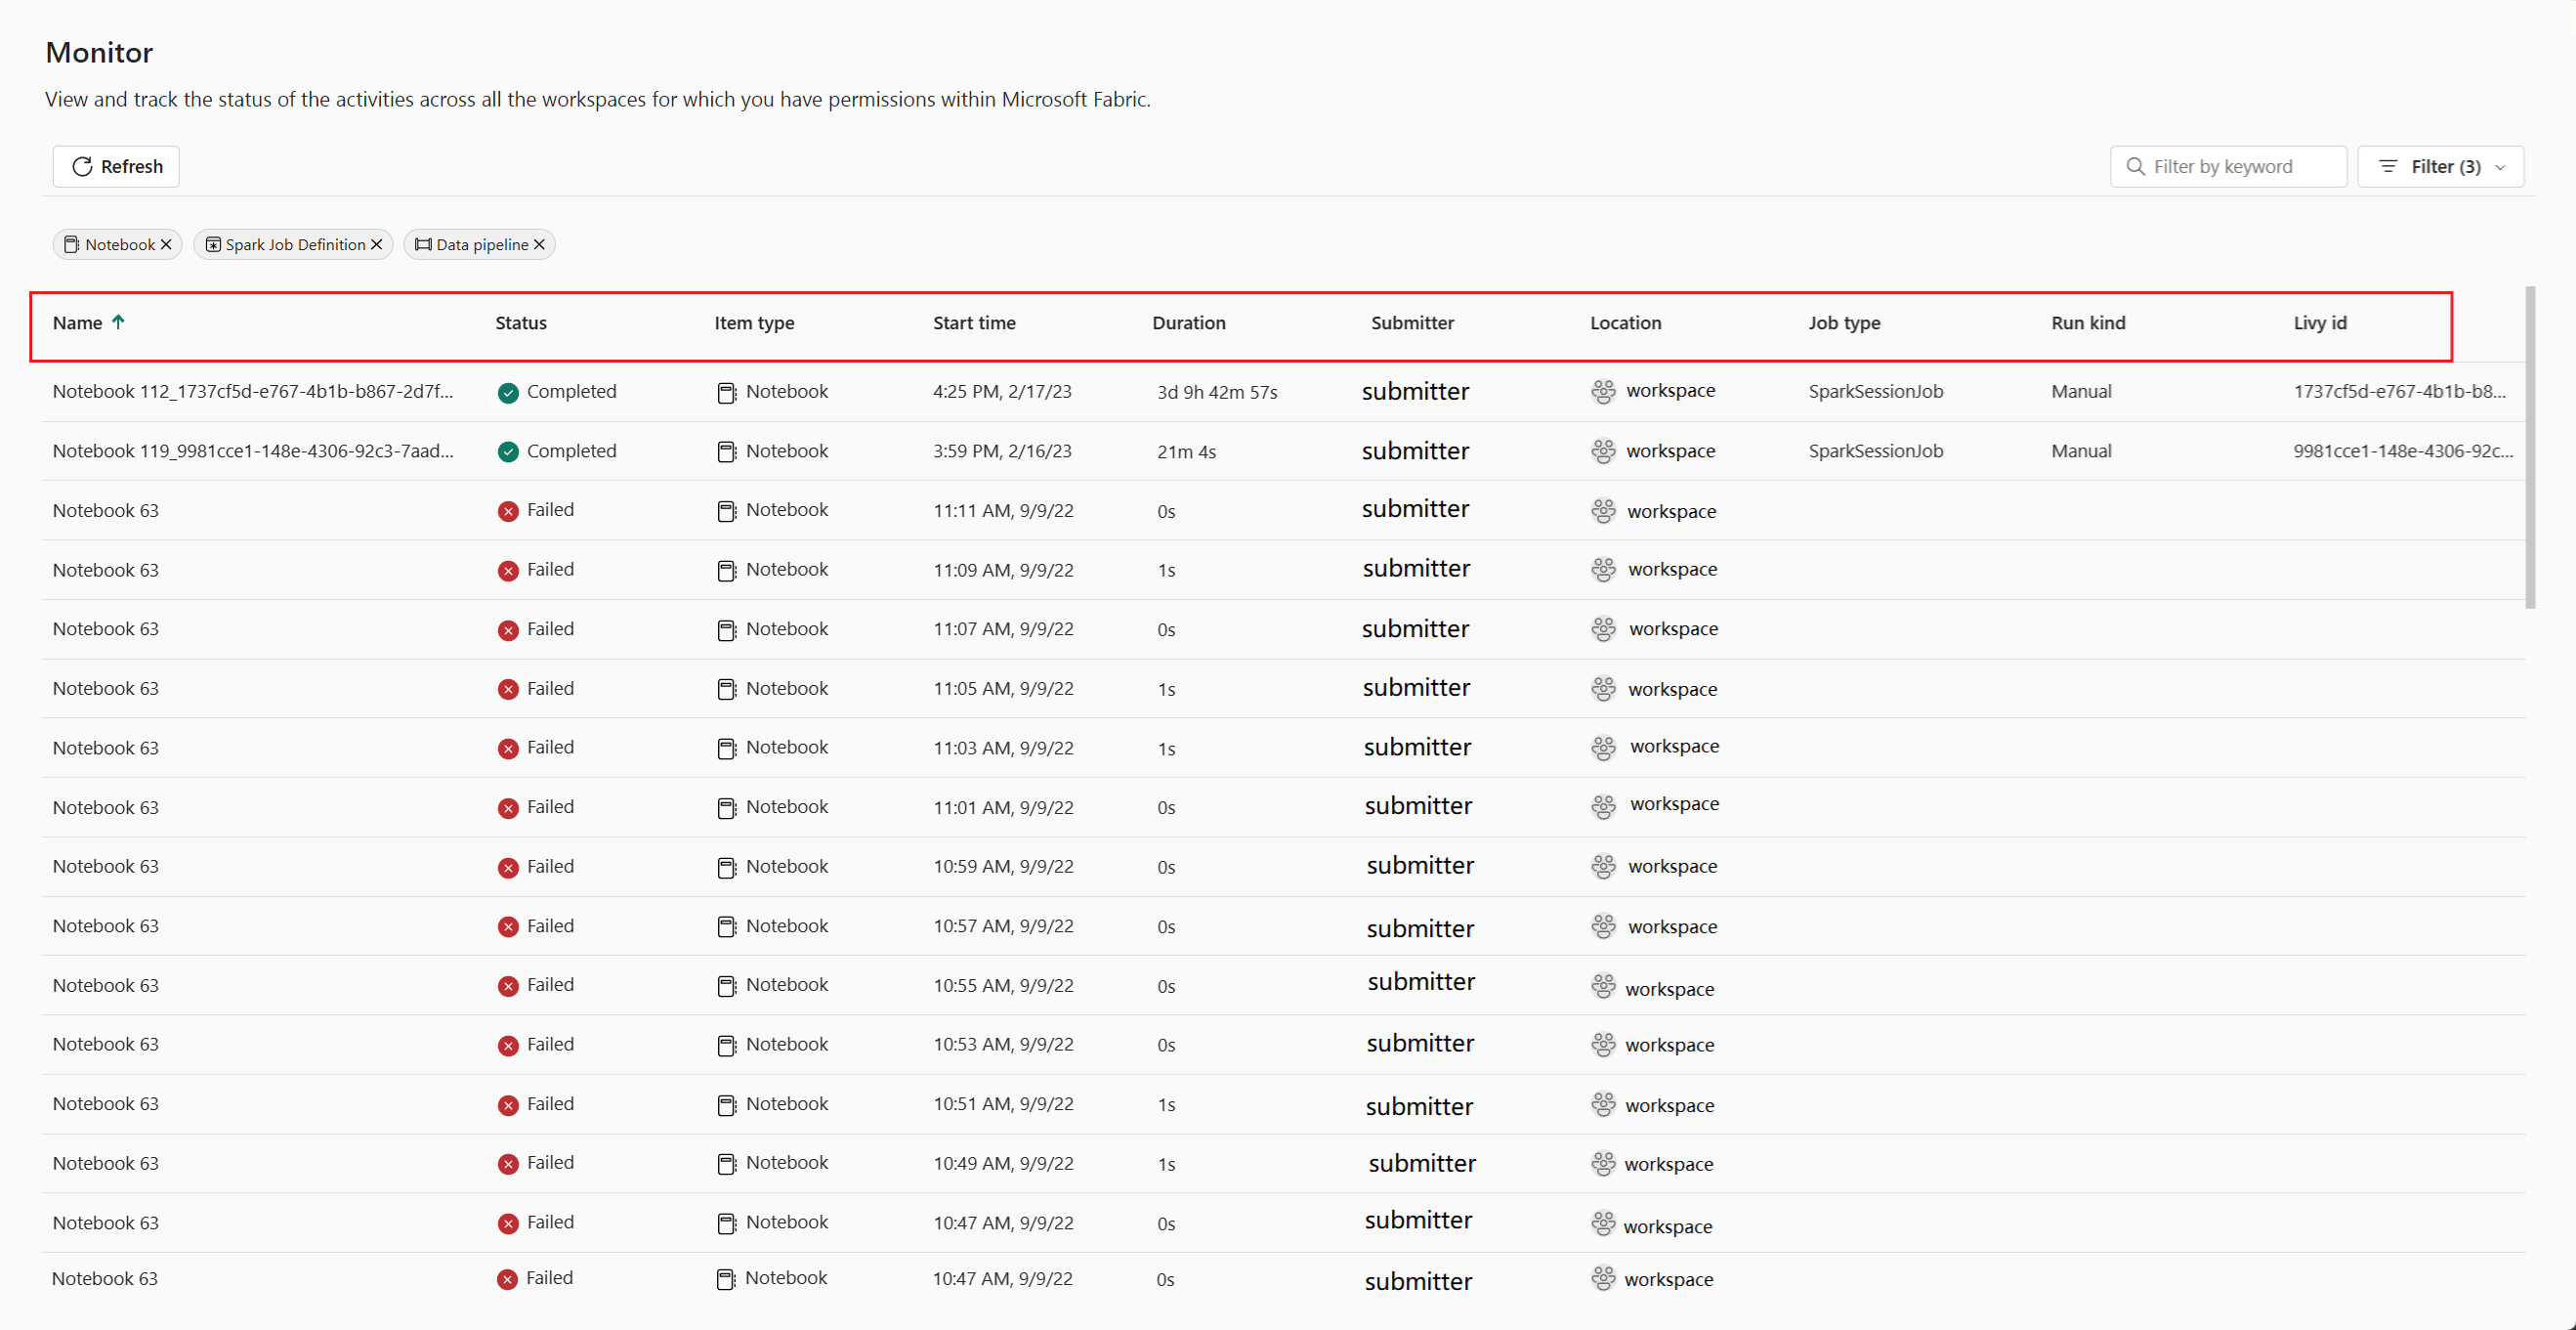 Monitor
View and track the status of the activities across all the workspaces for which you have permissions within Microsoft Fabric.
Refresh Filter by keyword Filter (3)
Notebook Spark Job Definition Data pipeline
Name Status Item type Start time Duration Submitter Location Job type Run kind Livy id
Notebook 112_1737cf5d-e767-4b1b-b867-2d7f... Completed Notebook 4:25 PM, 2/17/23 3d 9h 42m 57s submitter workspace SparkSessionJob Manual 1737cf5d-e767-4b1b-b8...
Notebook 119_9981cce1-148e-4306-92c3-7aad... Completed Notebook 3:59 PM, 2/16/23 21m 4s submitter workspace SparkSessionJob Manual 9981cce1-148e-4306-92c...
Notebook 63 Failed Notebook 11:11 AM, 9/9/22 0s submitter workspace
Notebook 63 Failed Notebook 11:09 AM, 9/9/22 1s submitter workspace
Notebook 63 Failed Notebook 11:07 AM, 9/9/22 0s submitter workspace
Notebook 63 Failed Notebook 11:05 AM, 9/9/22 1s submitter workspace
Notebook 63 Failed Notebook 11:03 AM, 9/9/22 1s submitter workspace
Notebook 63 Failed Notebook 11:01 AM, 9/9/22 0s submitter workspace
Notebook 63 Failed Notebook 10:59 AM, 9/9/22 0s submitter workspace
Notebook 63 Failed Notebook 10:57 AM, 9/9/22 0s submitter workspace
Notebook 63 Failed Notebook 10:55 AM, 9/9/22 0s submitter workspace
Notebook 63 Failed Notebook 10:53 AM, 9/9/22 0s submitter workspace
Notebook 63 Failed Notebook 10:51 AM, 9/9/22 1s submitter workspace
Notebook 63 Failed Notebook 10:49 AM, 9/9/22 1s submitter workspace
Notebook 63 Failed Notebook 10:47 AM, 9/9/22 0s submitter workspace
Notebook 63 Failed Notebook 10:47 AM, 9/9/22 0s submitter workspace